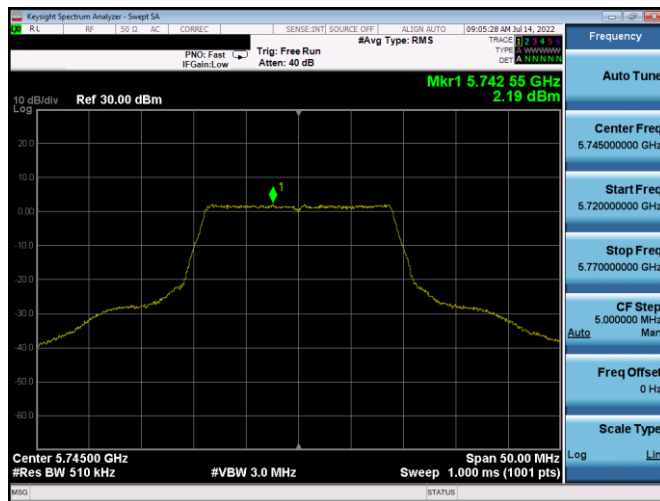 Keysight Spectrum Analyzer - Swept SA
LXI RL RF 50 Ω AC CORREC SENSE:INT SOURCE OFF ALIGN AUTO 09:05:28 AM Jul 14, 2022
#Avg Type: RMS
TRACE 1 2 3 4 5 6
PNO: Fast Trig: Free Run TYPE A WWWWW
IFGain:Low Atten: 40 dB DET A N N N N N
Mkr1 5.742 55 GHz
2.19 dBm
10 dB/div Ref 30.00 dBm
Log
1
20.0
10.0
0.00
-10.0
-20.0
-30.0
-40.0
-50.0
-60.0
Center 5.74500 GHz Span 50.00 MHz
#Res BW 510 kHz #VBW 3.0 MHz Sweep 1.000 ms (1001 pts)
MSG STATUS
Frequency
Auto Tune
Center Freq
5.745000000 GHz
Start Freq
5.720000000 GHz
Stop Freq
5.770000000 GHz
CF Step
5.000000 MHz
Auto Man
Freq Offset
0 Hz
Scale Type
Log Lin